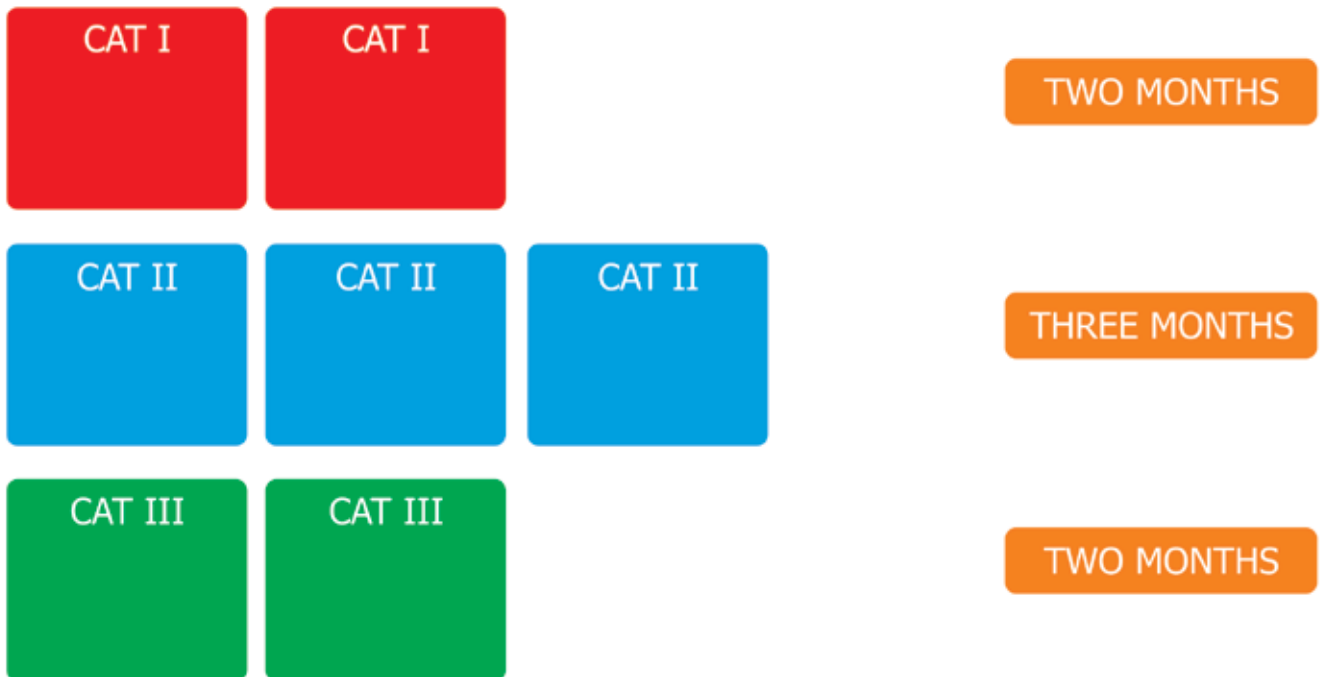 CAT I CAT I
TWO MONTHS
CAT II CAT II CAT II
THREE MONTHS
CAT III CAT III
TWO MONTHS